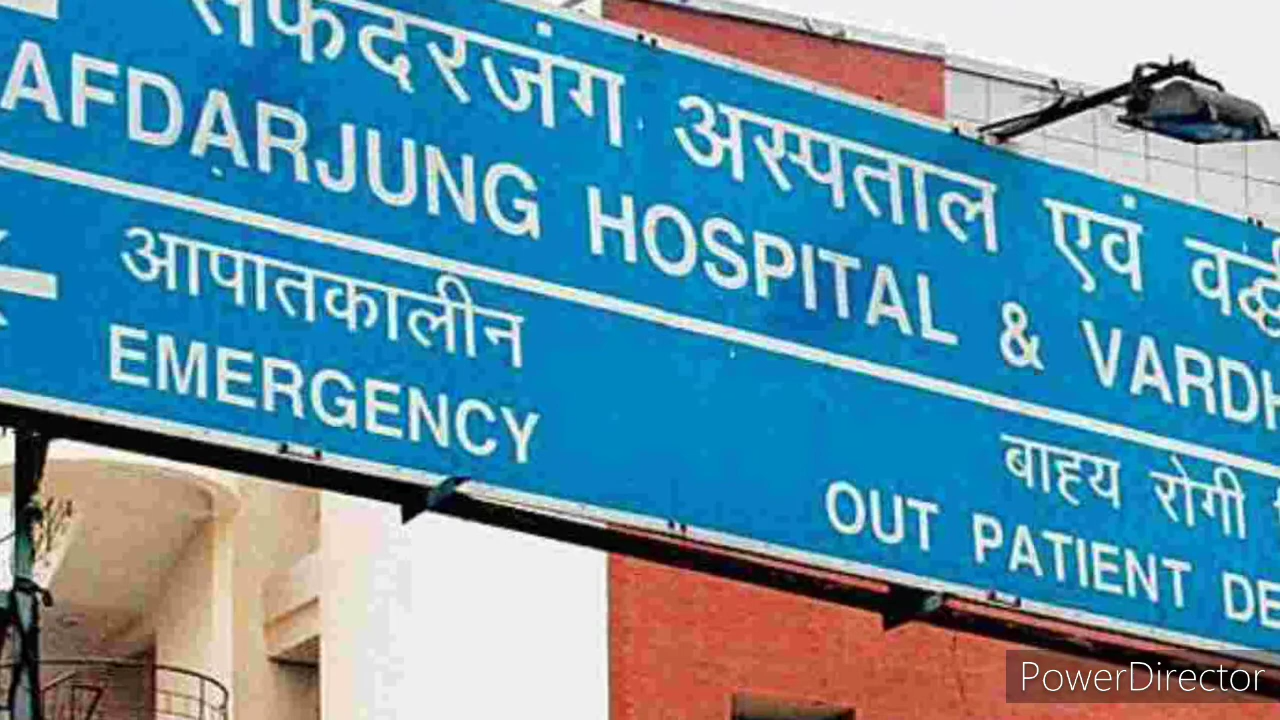 सफदरजंग अस्पताल एवं
AFDARJUNG HOSPITAL & VARDH
आपातकालीन
EMERGENCY
बाह्य रोगी
OUT PATIENT DE
PowerDirector